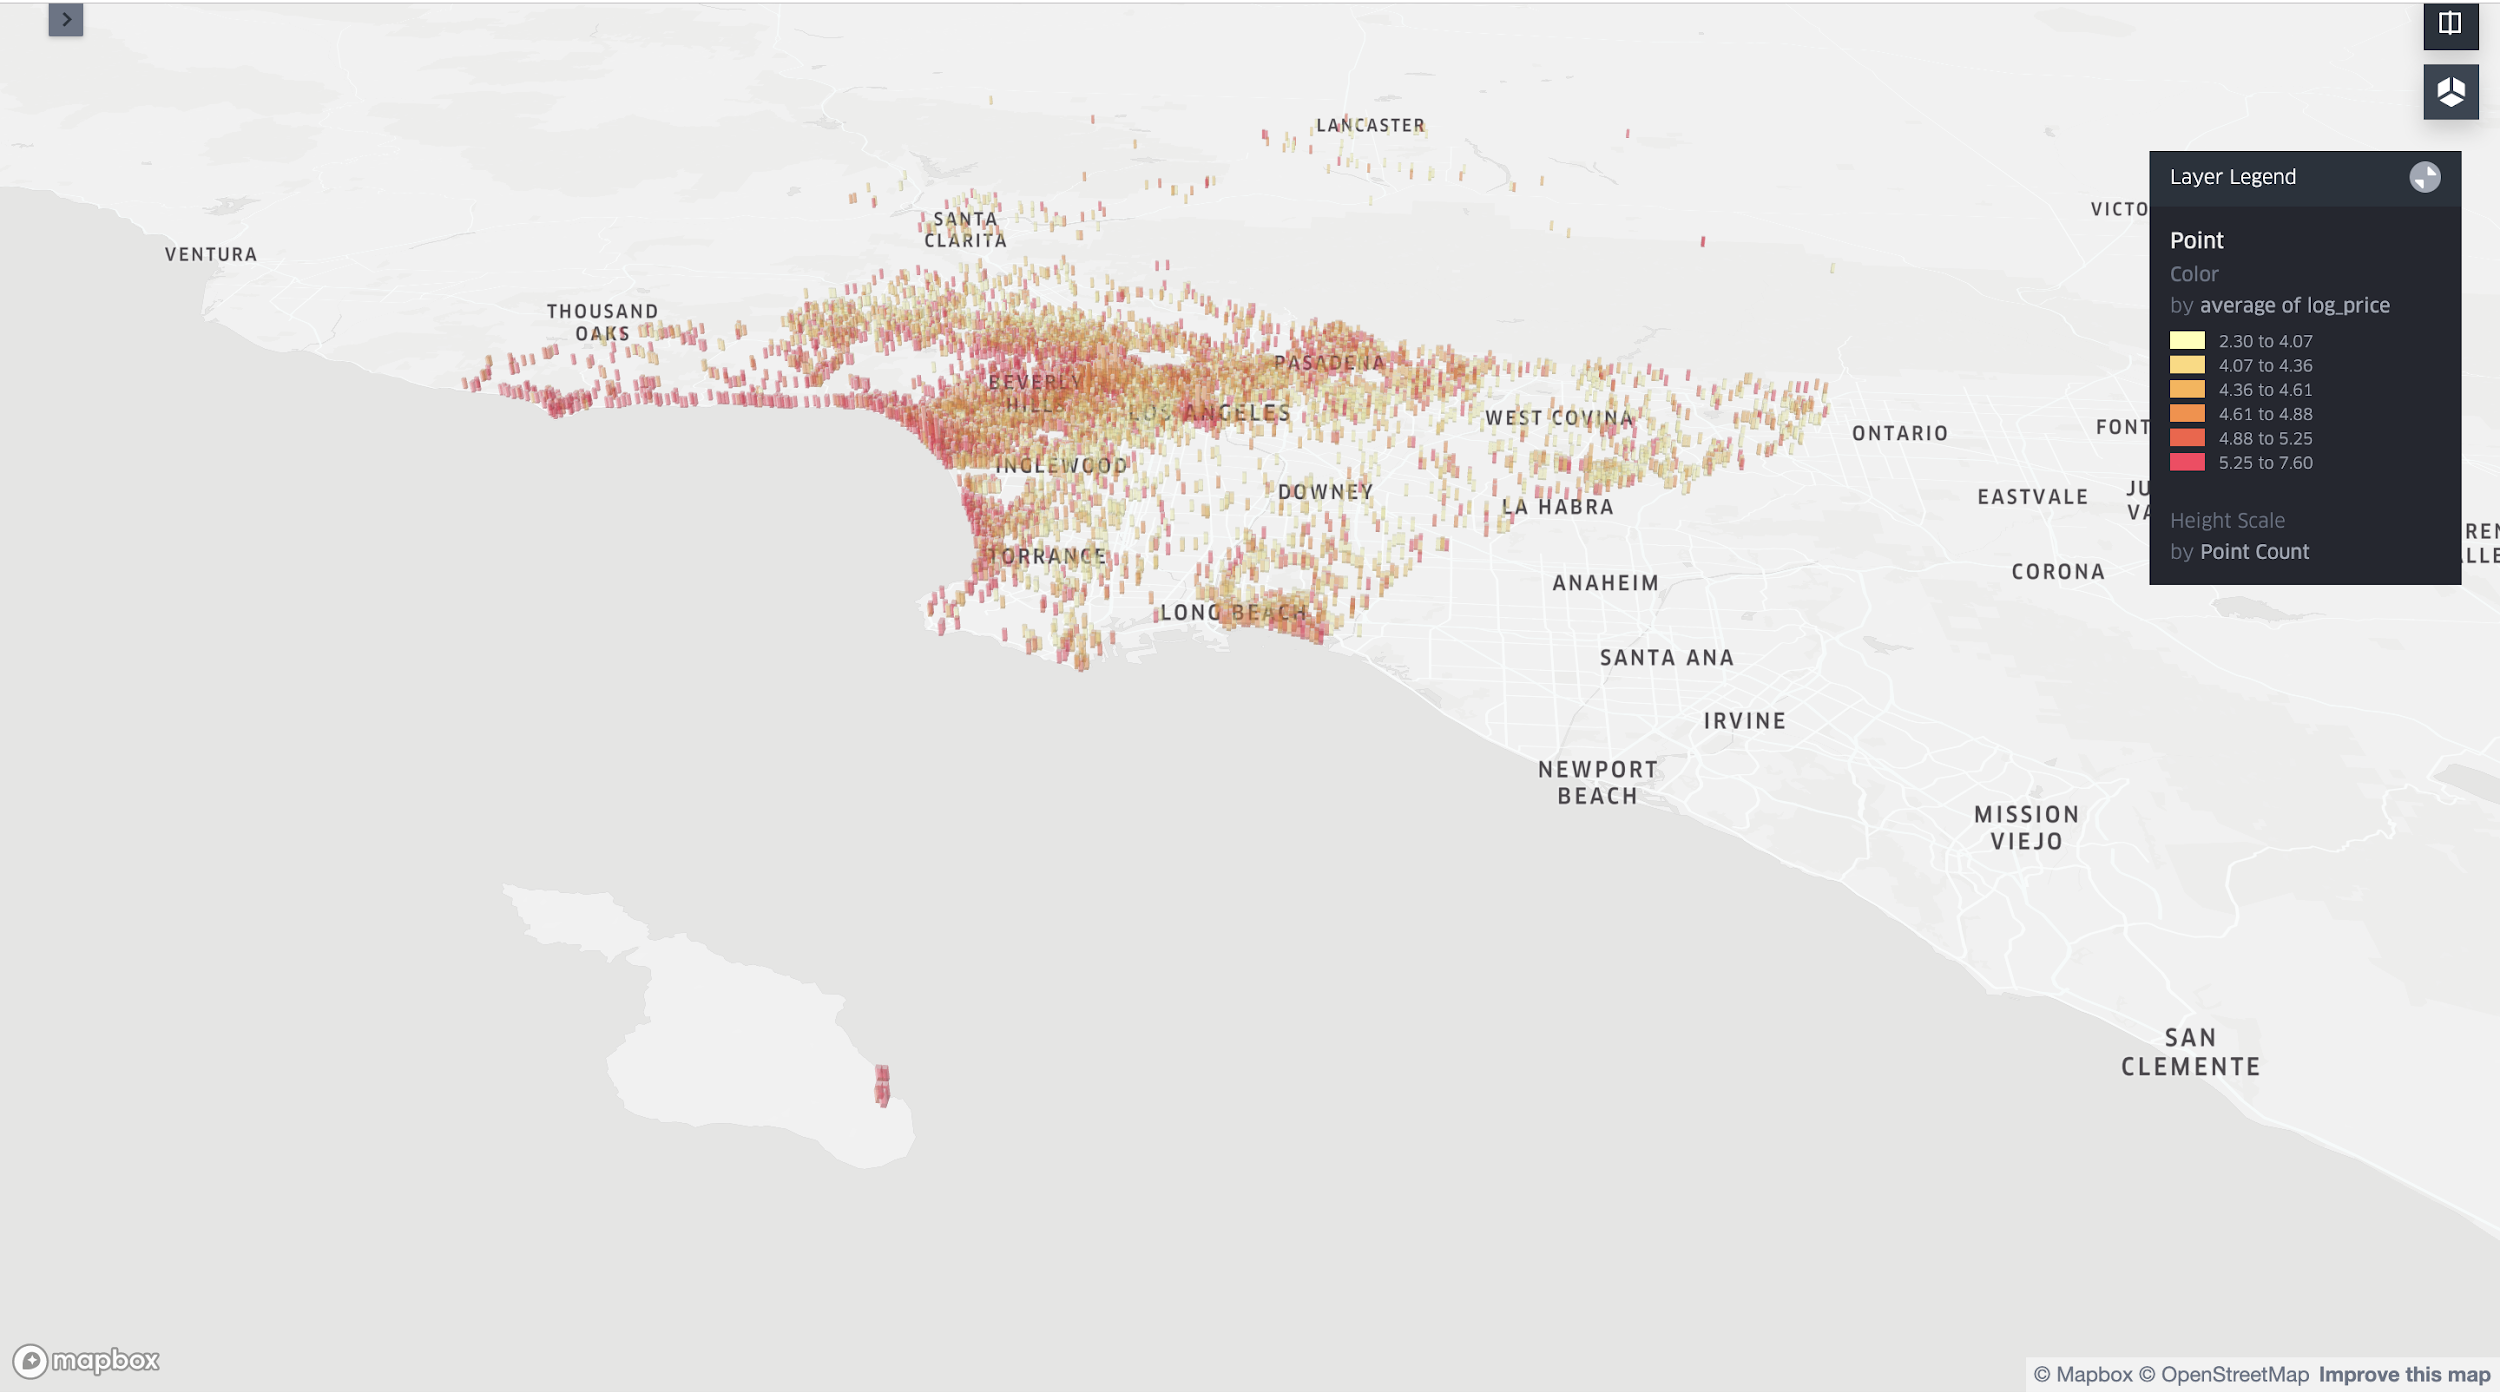 LANCASTER
VICTO
SANTA
CLARITA
VENTURA
THOUSAND
OAKS
PASADENA
BEVERLY
HILLS
LOS ANGELES
WEST COVINA
ONTARIO
FONT
INGLEWOOD
DOWNEY
LA HABRA
EASTVALE
JU
VA
TORRANCE
REN
LLE
CORONA
ANAHEIM
LONG BEACH
SANTA ANA
IRVINE
NEWPORT
BEACH
MISSION
VIEJO
SAN
CLEMENTE
Layer Legend
Point
Color
by average of log_price
2.30 to 4.07
4.07 to 4.36
4.36 to 4.61
4.61 to 4.88
4.88 to 5.25
5.25 to 7.60
Height Scale
by Point Count
mapbox
© Mapbox © OpenStreetMap Improve this map